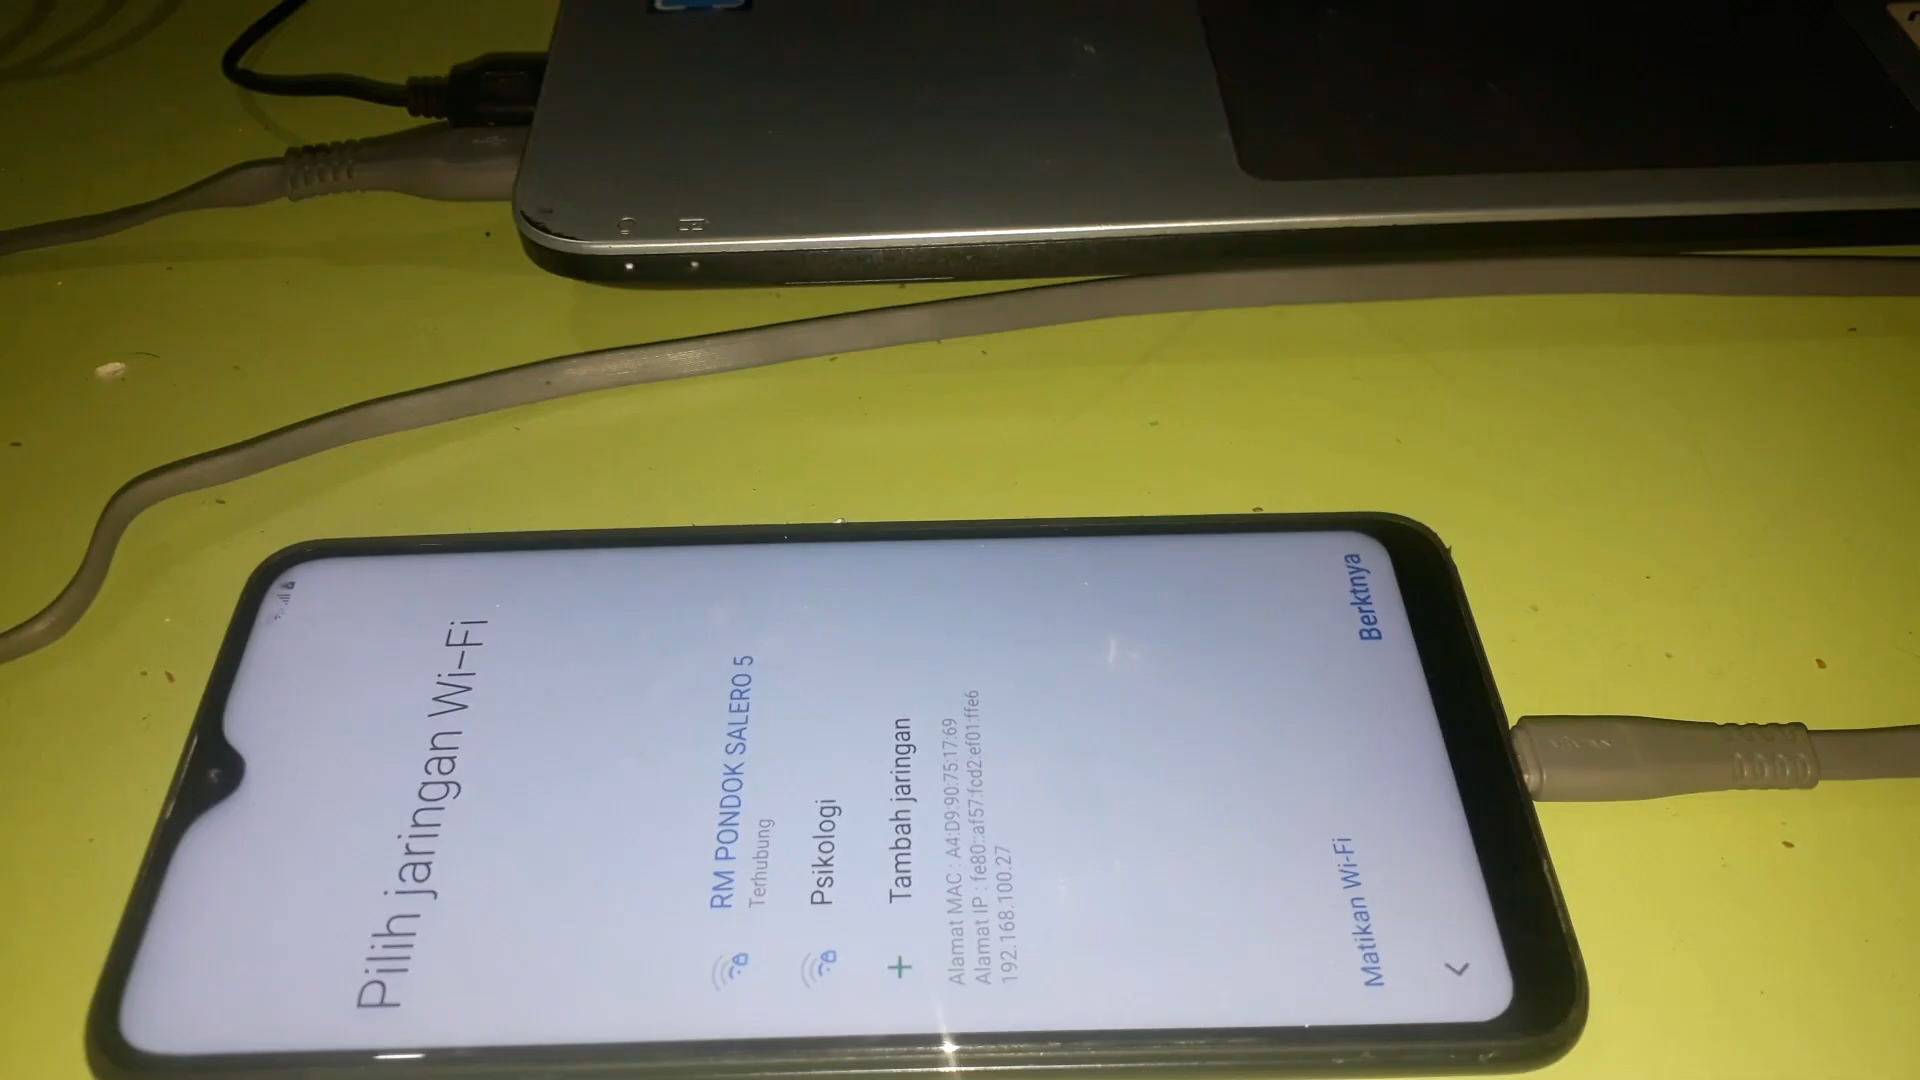 Pilih jaringan Wi-Fi
RM PONDOK SALERO 5
Terhubung
Psikologi
Tambah jaringan
Alamat MAC : A4:D9:90:75:17:69
Alamat IP : fe80::af57:fcd2:ef01:ffe6
192.168.100.27
Matikan Wi-Fi
Berktnya